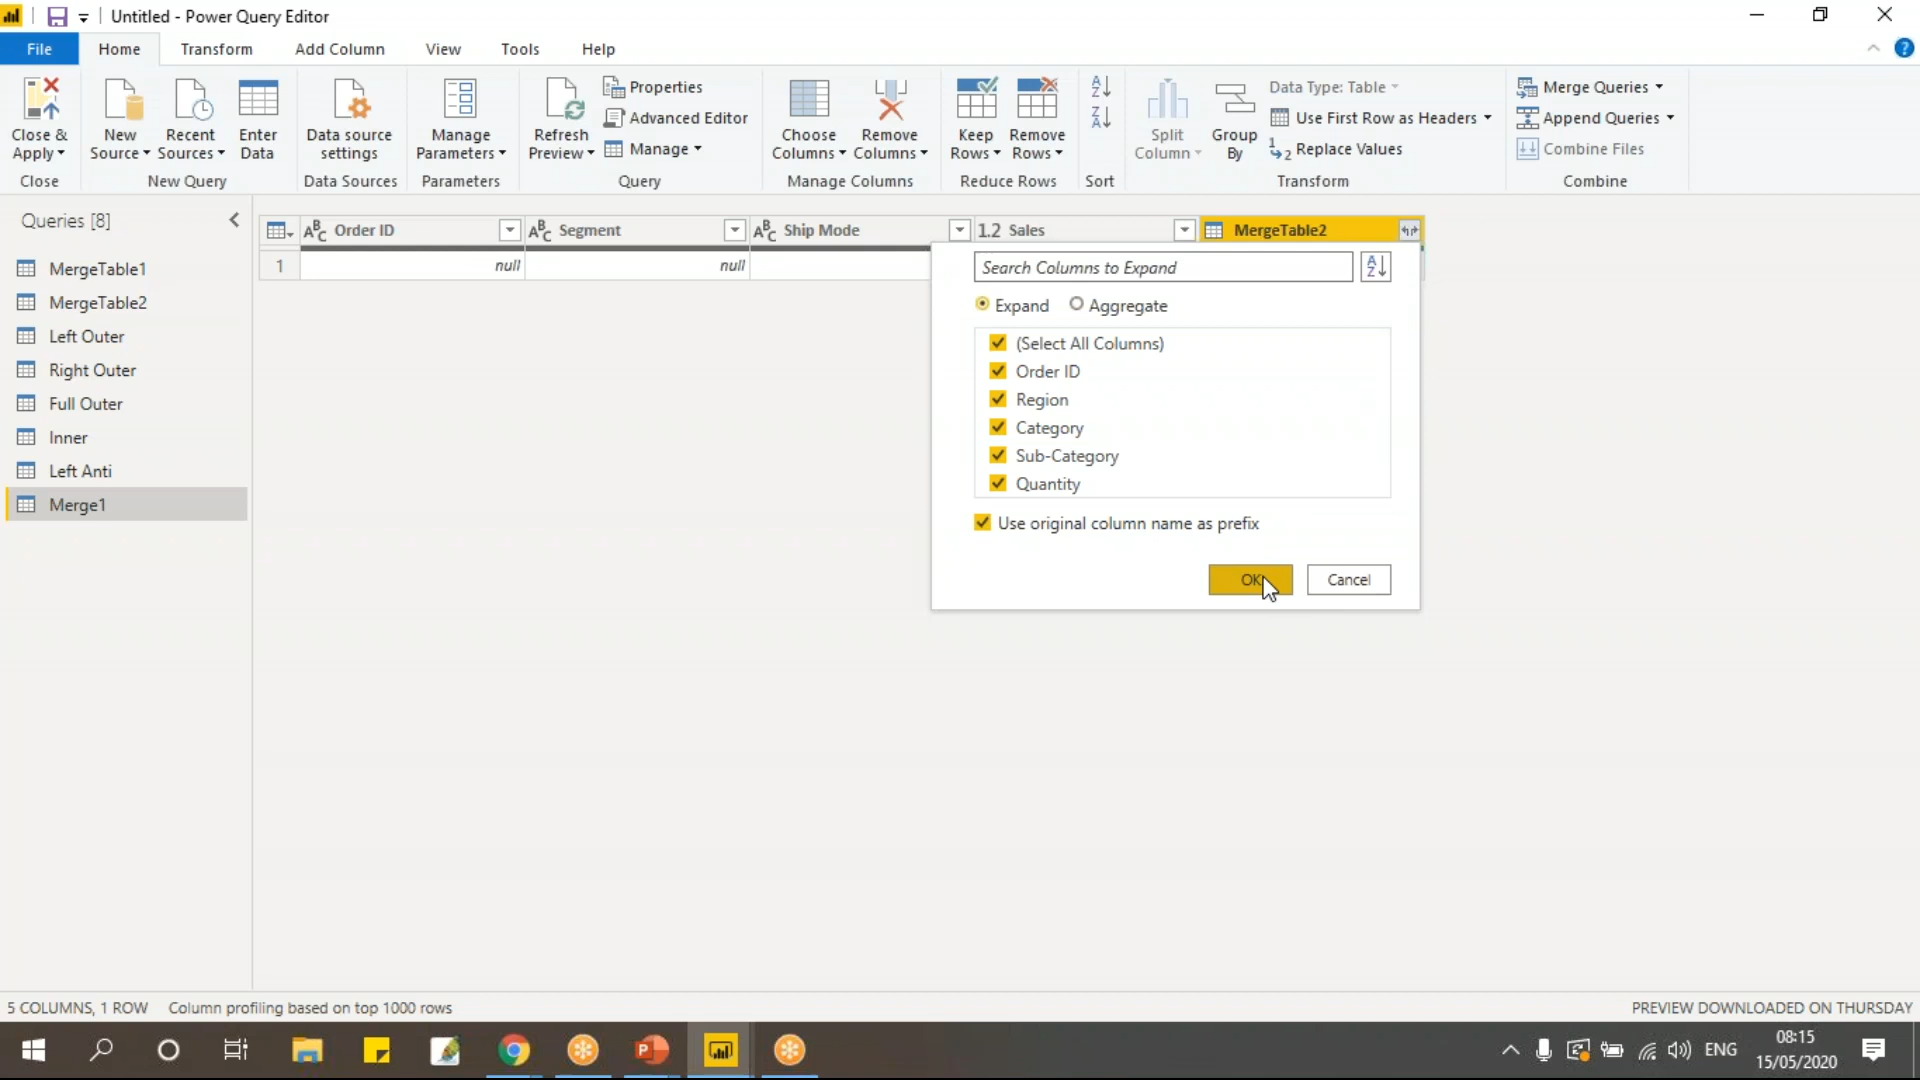 Untitled - Power Query Editor
File Home Transform Add Column View Tools Help
Close & Apply
New Source
Recent Sources
Enter Data
Data source settings
Manage Parameters
Refresh Preview
Properties
Advanced Editor
Manage
Choose Columns
Remove Columns
Keep Rows
Remove Rows
Split Column
Group By
Data Type: Table
Use First Row as Headers
Replace Values
Merge Queries
Append Queries
Combine Files
Close New Query Data Sources Parameters Query Manage Columns Reduce Rows Sort Transform Combine
Queries [8]
MergeTable1
MergeTable2
Left Outer
Right Outer
Full Outer
Inner
Left Anti
Merge1
Order ID Segment Ship Mode 1.2 Sales MergeTable2
1 null null
Search Columns to Expand
Expand Aggregate
(Select All Columns)
Order ID
Region
Category
Sub-Category
Quantity
Use original column name as prefix
OK Cancel
5 COLUMNS, 1 ROW Column profiling based on top 1000 rows PREVIEW DOWNLOADED ON THURSDAY
ENG
08:15
15/05/2020